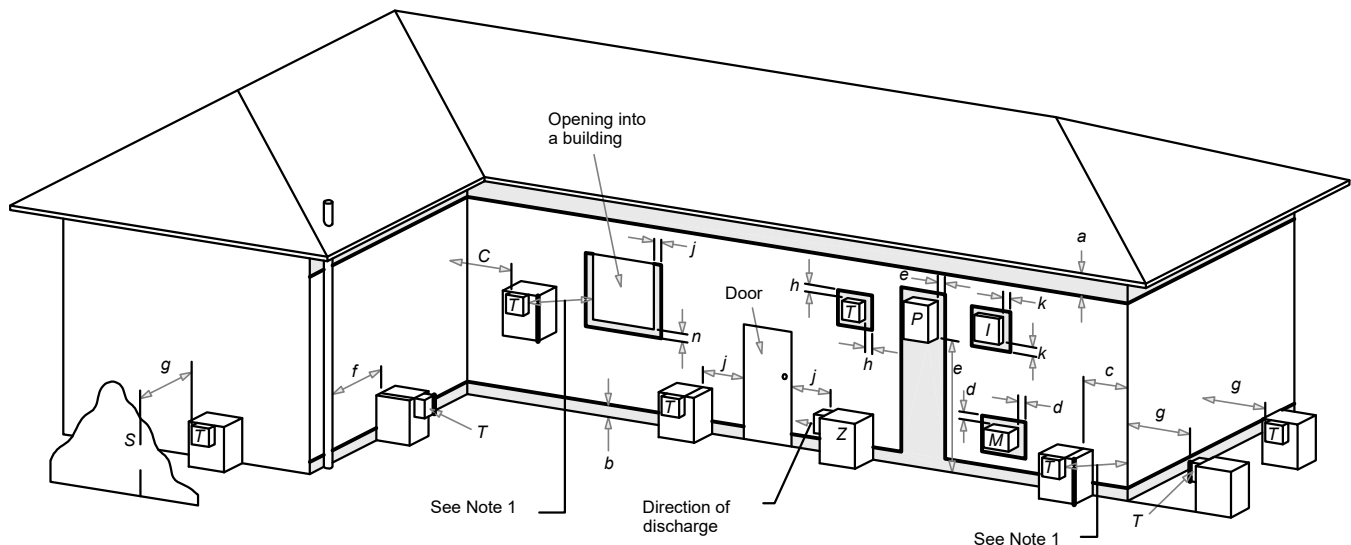 Opening into
a building
a
C
j
e
h
k
Door
T
T
P
I
n
h
k
g
f
j
j
e
d
d
c
g
g
S
T
T
T
Z
M
T
T
b
T
See Note 1
Direction of
discharge
See Note 1